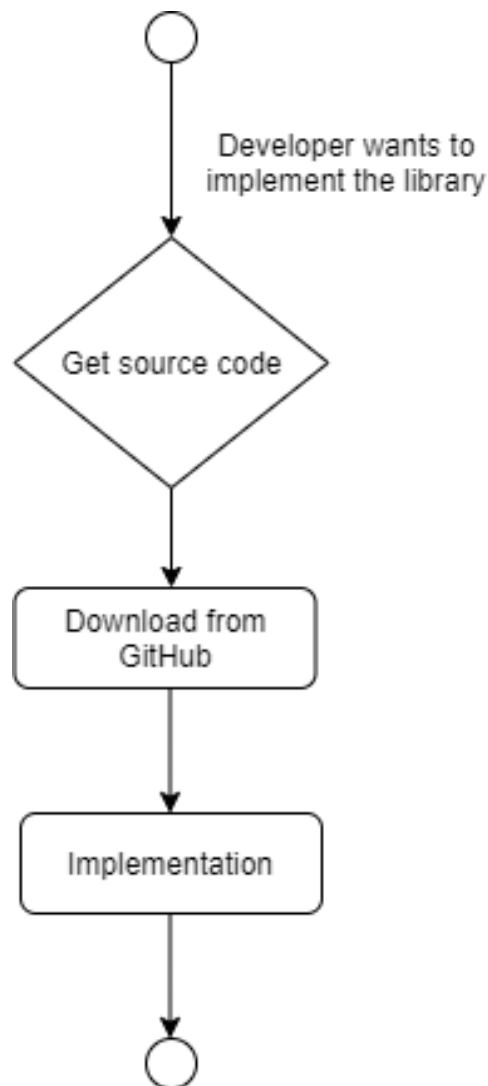 Developer wants to
implement the library
Get source code
Download from
GitHub
Implementation